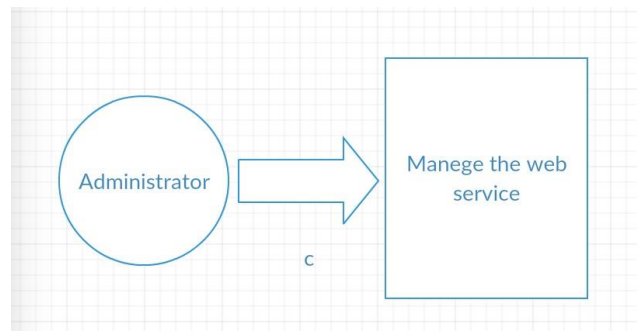 Administrator
Manege the web
service
c